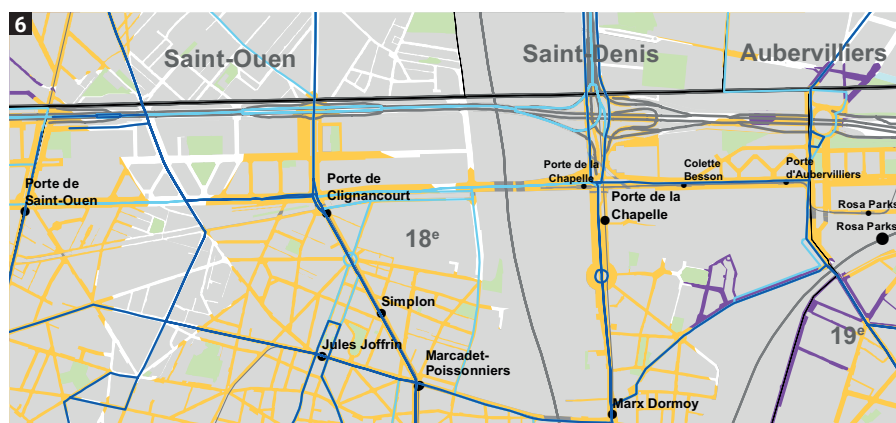 6
Saint-Ouen
Saint-Denis
Aubervilliers
Porte de
Saint-Ouen
Porte de
Clignancourt
Porte de la
Chapelle
Colette
Besson
Porte
d'Aubervilliers
Porte de la
Chapelle
Rosa Parks
Rosa Parks
18e
Simplon
Jules Joffrin
Marcadet-
Poissonniers
19e
Marx Dormoy